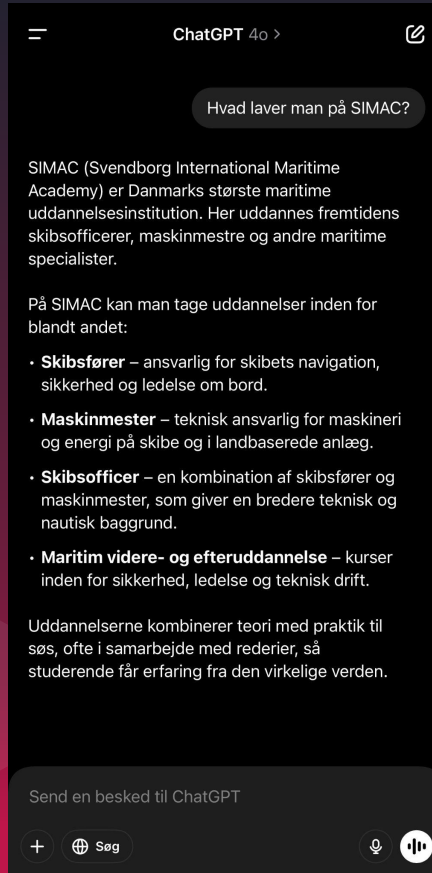 ChatGPT 4o >
Hvad laver man på SIMAC?
SIMAC (Svendborg International Maritime
Academy) er Danmarks største maritime
uddannelsesinstitution. Her uddannes fremtidens
skibsofficerer, maskinmestre og andre maritime
specialister.
På SIMAC kan man tage uddannelser inden for
blandt andet:
• Skibsfører – ansvarlig for skibets navigation,
sikkerhed og ledelse om bord.
• Maskinmester – teknisk ansvarlig for maskineri
og energi på skibe og i landbaserede anlæg.
• Skibsofficer – en kombination af skibsfører og
maskinmester, som giver en bredere teknisk og
nautisk baggrund.
• Maritim videre- og efteruddannelse – kurser
inden for sikkerhed, ledelse og teknisk drift.
Uddannelserne kombinerer teori med praktik til
søs, ofte i samarbejde med rederier, så
studerende får erfaring fra den virkelige verden.
Send en besked til ChatGPT
Søg